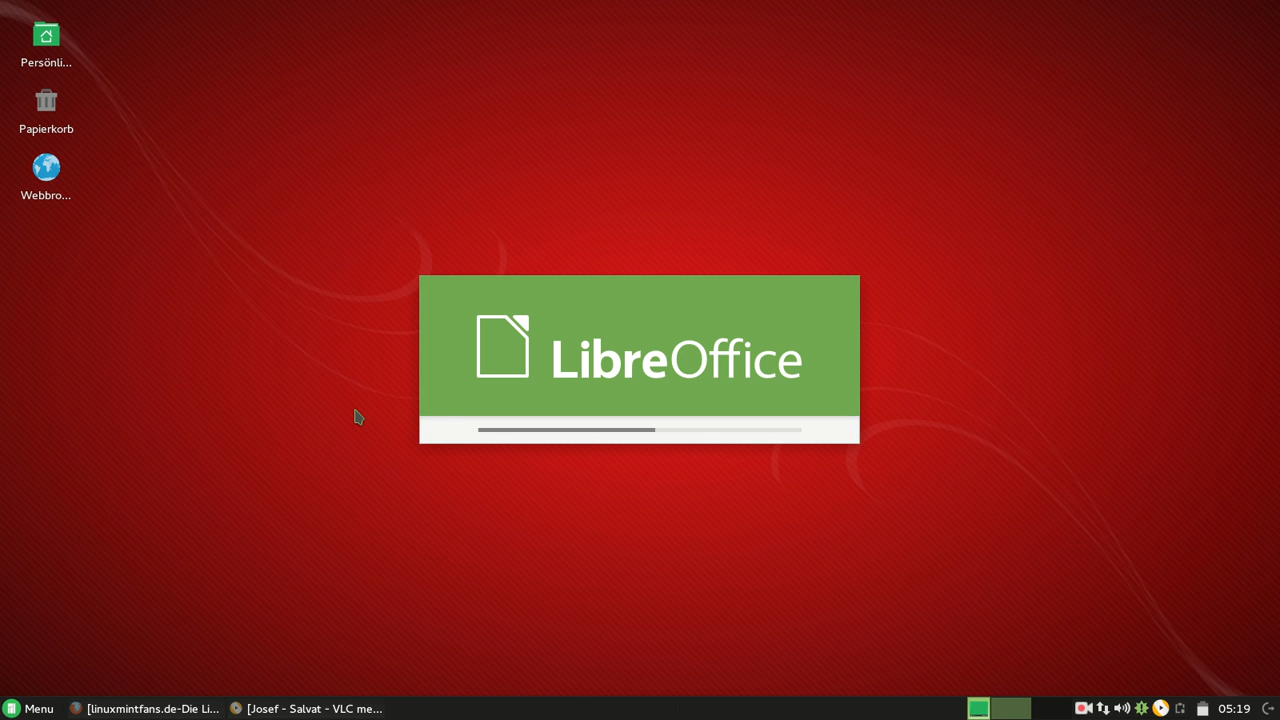 Persönli...
Papierkorb
Webbro...
LibreOffice
Menu
[linuxmintfans.de-Die Li...
[Josef - Salvat - VLC me...
05:19